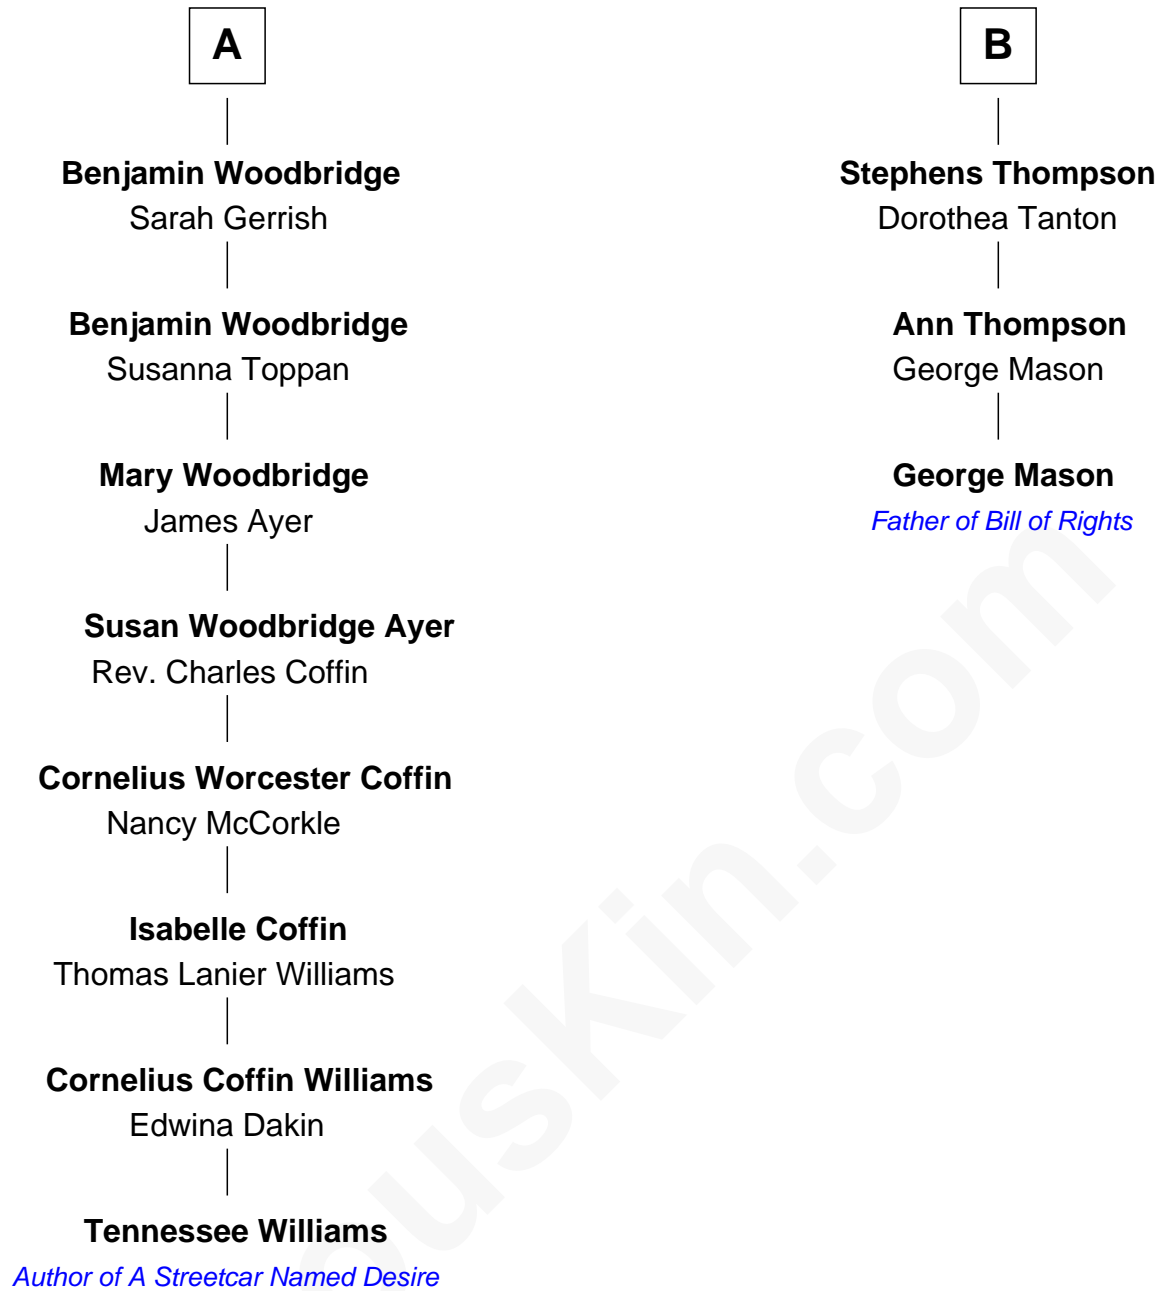 A
B
Benjamin Woodbridge
Stephens Thompson
Sarah Gerrish
Dorothea Tanton
Benjamin Woodbridge
Ann Thompson
Susanna Toppan
George Mason
Mary Woodbridge
George Mason
James Ayer
Father of Bill of Rights
Susan Woodbridge Ayer
Rev. Charles Coffin
Cornelius Worcester Coffin
Nancy McCorkle
Isabelle Coffin
Thomas Lanier Williams
Cornelius Coffin Williams
Edwina Dakin
Tennessee Williams
Author of A Streetcar Named Desire
ousKin.com